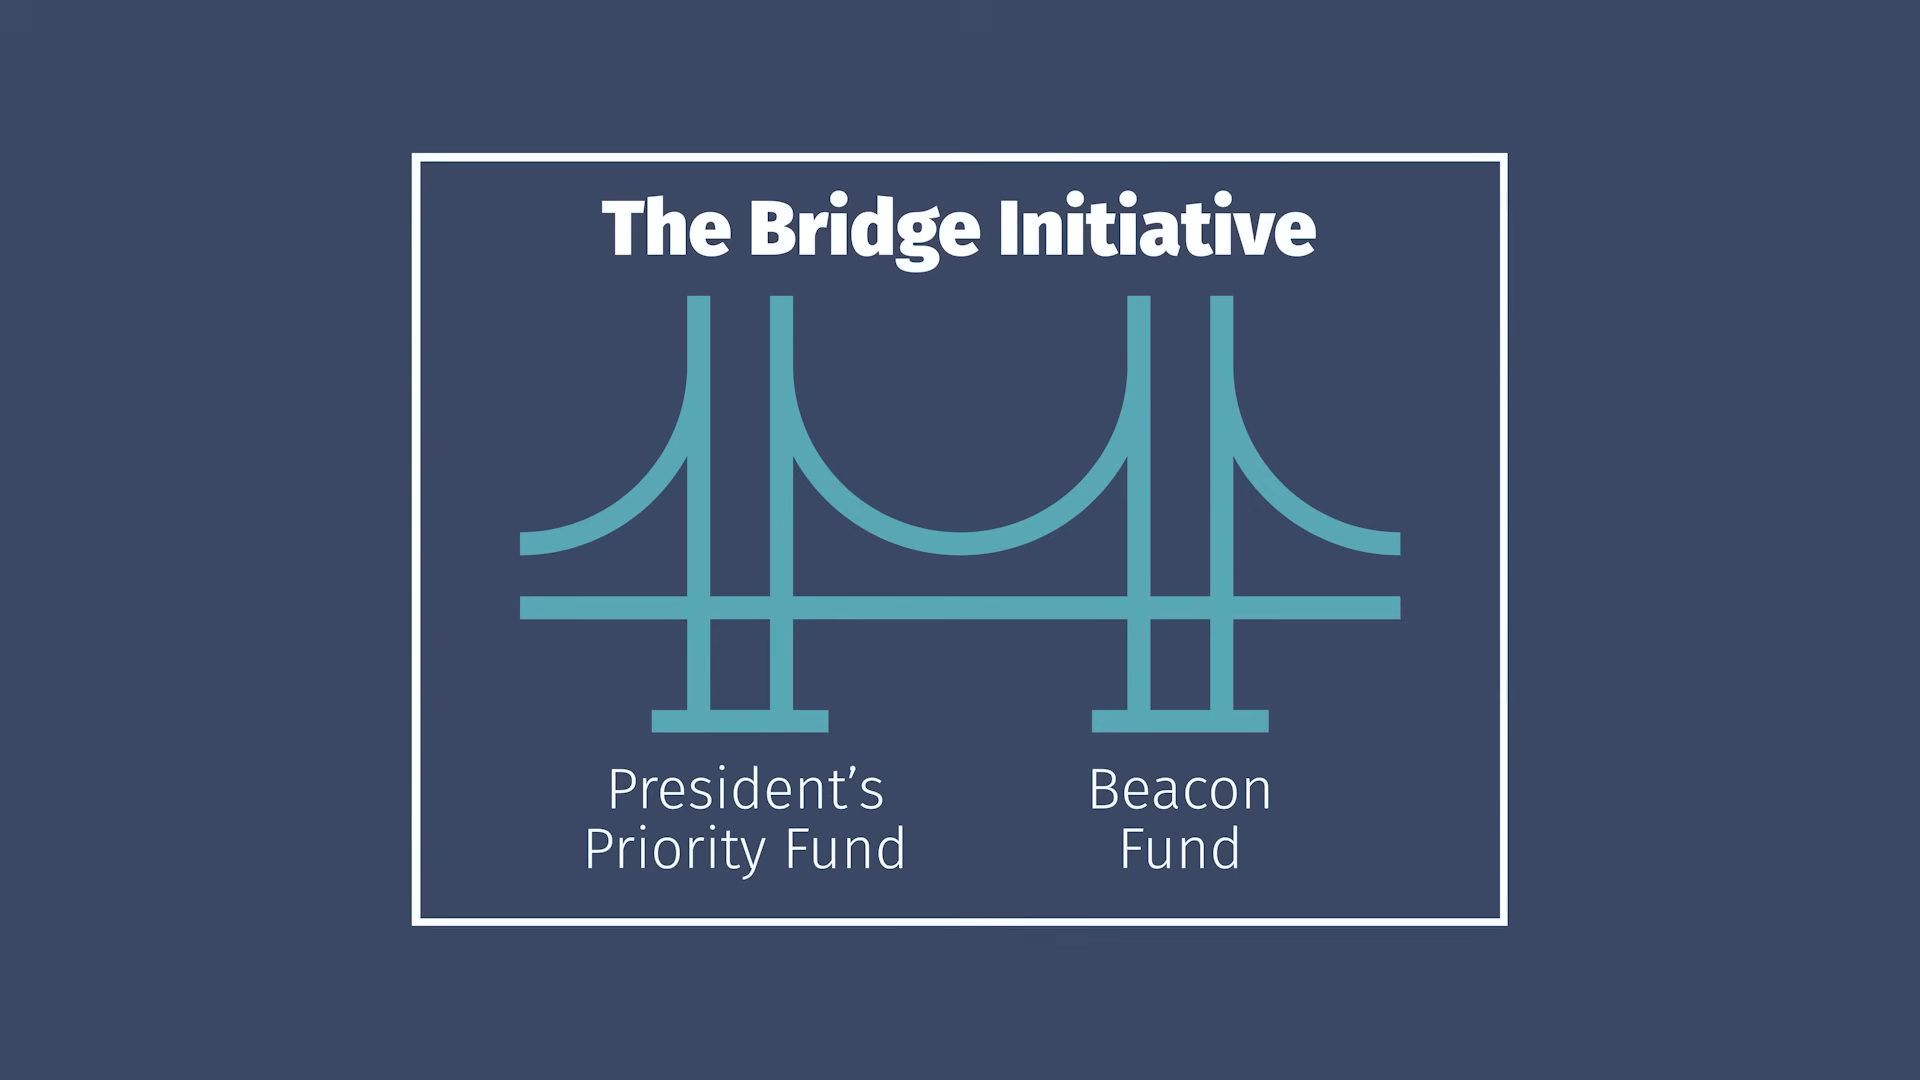 The Bridge Initiative
President’s
Priority Fund
Beacon
Fund